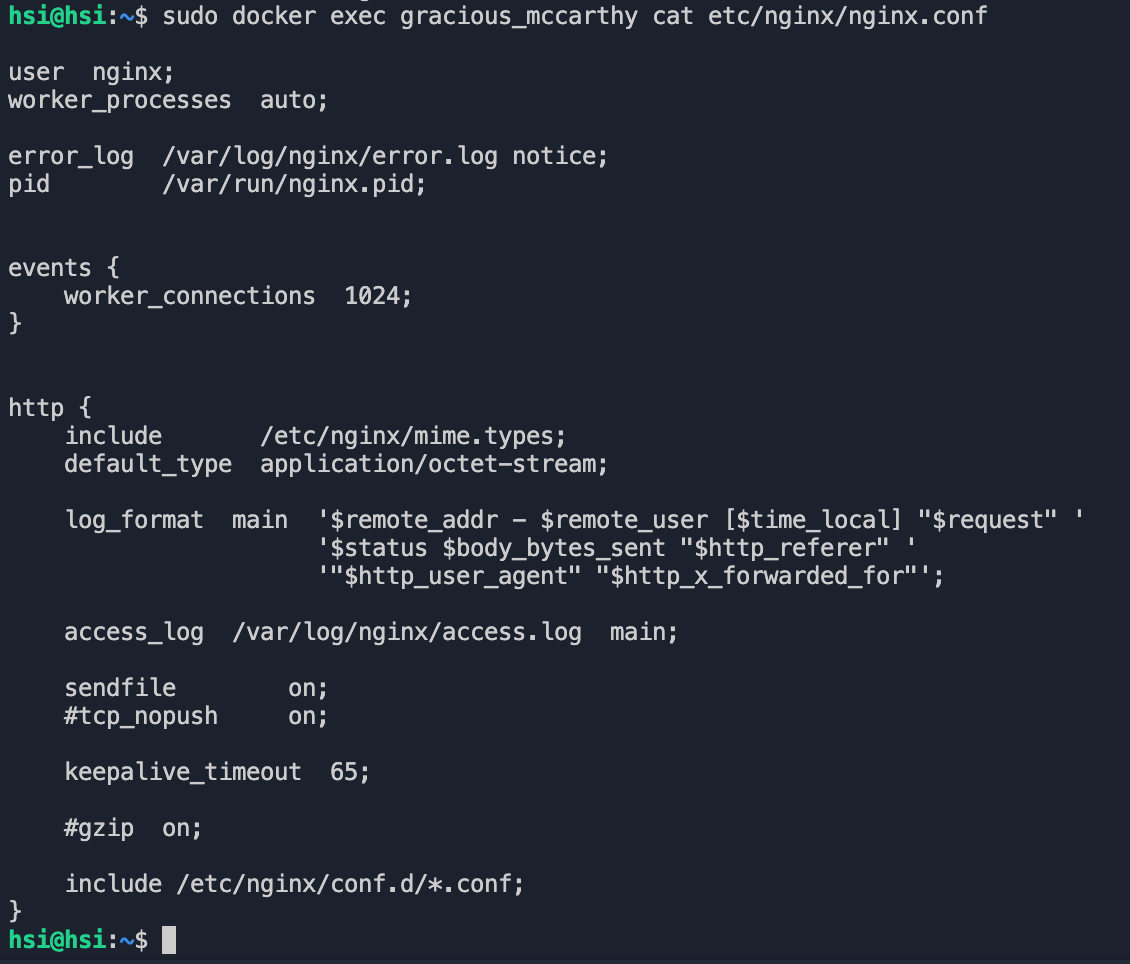 hsi@hsi:~$ sudo docker exec gracious_mccarthy cat etc/nginx/nginx.conf
user  nginx;
worker_processes  auto;
error_log  /var/log/nginx/error.log notice;
pid        /var/run/nginx.pid;
events {
    worker_connections  1024;
}
http {
    include       /etc/nginx/mime.types;
    default_type  application/octet-stream;
    log_format  main  '$remote_addr - $remote_user [$time_local] "$request" '
                      '$status $body_bytes_sent "$http_referer" '
                      '"$http_user_agent" "$http_x_forwarded_for"';
    access_log  /var/log/nginx/access.log  main;
    sendfile        on;
    #tcp_nopush     on;
    keepalive_timeout  65;
    #gzip  on;
    include /etc/nginx/conf.d/*.conf;
}
hsi@hsi:~$